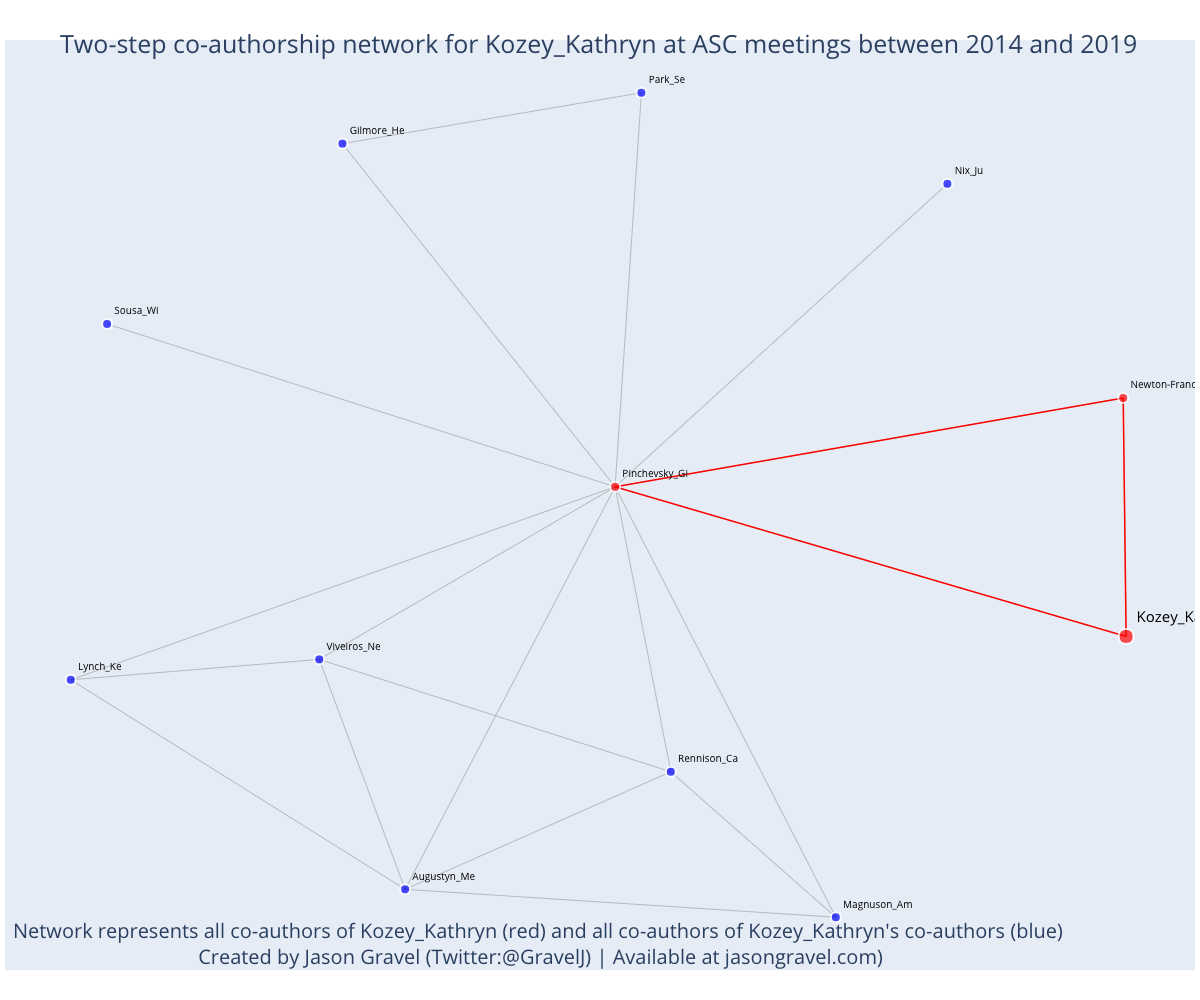 Two-step co-authorship network for Kozey_Kathryn at ASC meetings between 2014 and 2019
Park_Se
Gilmore_He
Nix_Ju
Sousa_Wi
Newton-Franc
Pinchevsky_Gi
Kozey_Ka
Viveiros_Ne
Lynch_Ke
Rennison_Ca
Augustyn_Me
Magnuson_Am
Network represents all co-authors of Kozey_Kathryn (red) and all co-authors of Kozey_Kathryn's co-authors (blue)
Created by Jason Gravel (Twitter:@GravelJ) | Available at jasongravel.com)